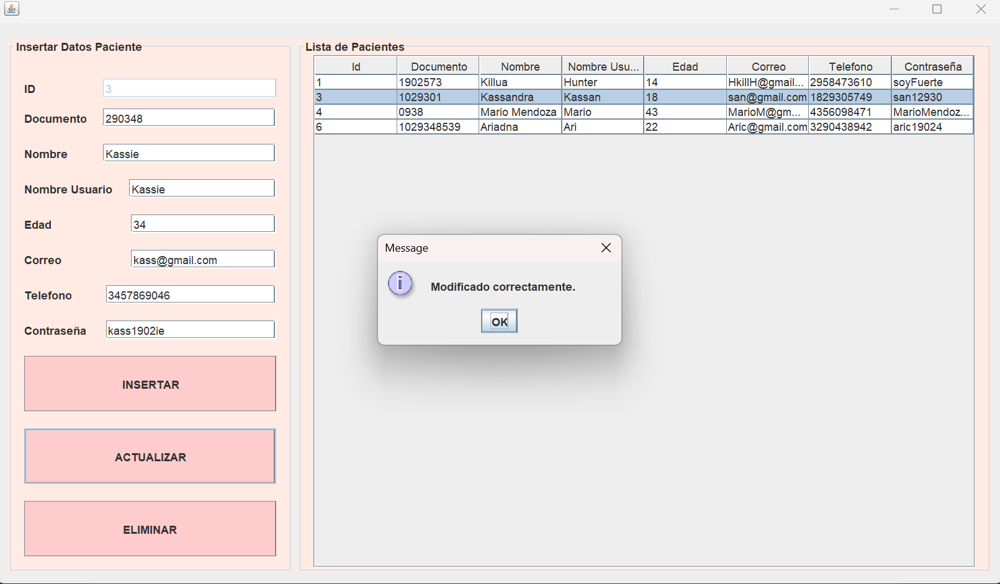 Insertar Datos Paciente
ID 3
Documento 290348
Nombre Kassie
Nombre Usuario Kassie
Edad 34
Correo kass@gmail.com
Telefono 3457869046
Contraseña kass1902ie
INSERTAR
ACTUALIZAR
ELIMINAR
Lista de Pacientes
Id Documento Nombre Nombre Usu... Edad Correo Telefono Contraseña
1 1902573 Killua Hunter 14 HkillH@gmail... 2958473610 soyFuerte
3 1029301 Kassandra Kassan 18 san@gmail.com 1829305749 san12930
4 0938 Mario Mendoza Mario 43 MarioM@gm... 4356098471 MarioMendoz...
6 1029348539 Ariadna Ari 22 Aric@gmail.com 3290438942 aric19024
Message
Modificado correctamente.
OK